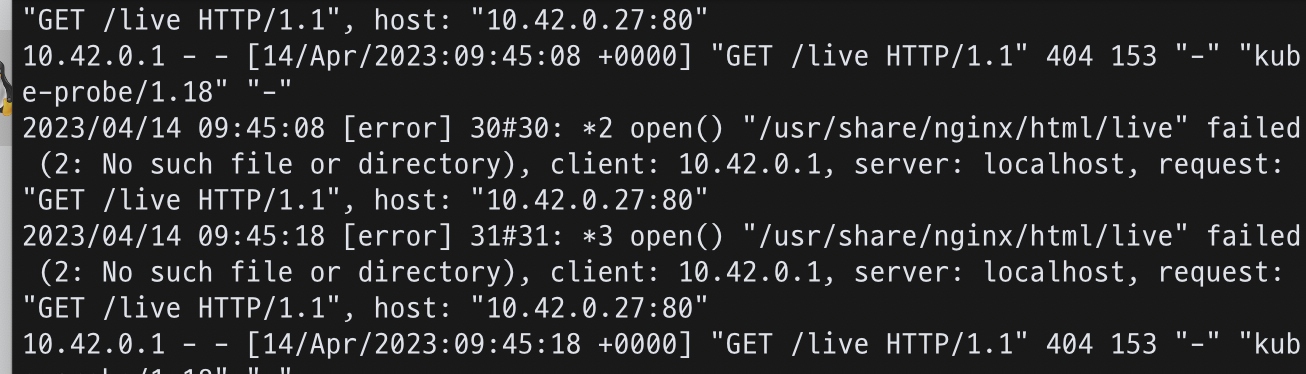 "GET /live HTTP/1.1", host: "10.42.0.27:80"
10.42.0.1 - - [14/Apr/2023:09:45:08 +0000] "GET /live HTTP/1.1" 404 153 "-" "kub
e-probe/1.18" "-"
2023/04/14 09:45:08 [error] 30#30: *2 open() "/usr/share/nginx/html/live" failed
 (2: No such file or directory), client: 10.42.0.1, server: localhost, request: 
"GET /live HTTP/1.1", host: "10.42.0.27:80"
2023/04/14 09:45:18 [error] 31#31: *3 open() "/usr/share/nginx/html/live" failed
 (2: No such file or directory), client: 10.42.0.1, server: localhost, request: 
"GET /live HTTP/1.1", host: "10.42.0.27:80"
10.42.0.1 - - [14/Apr/2023:09:45:18 +0000] "GET /live HTTP/1.1" 404 153 "-" "kub